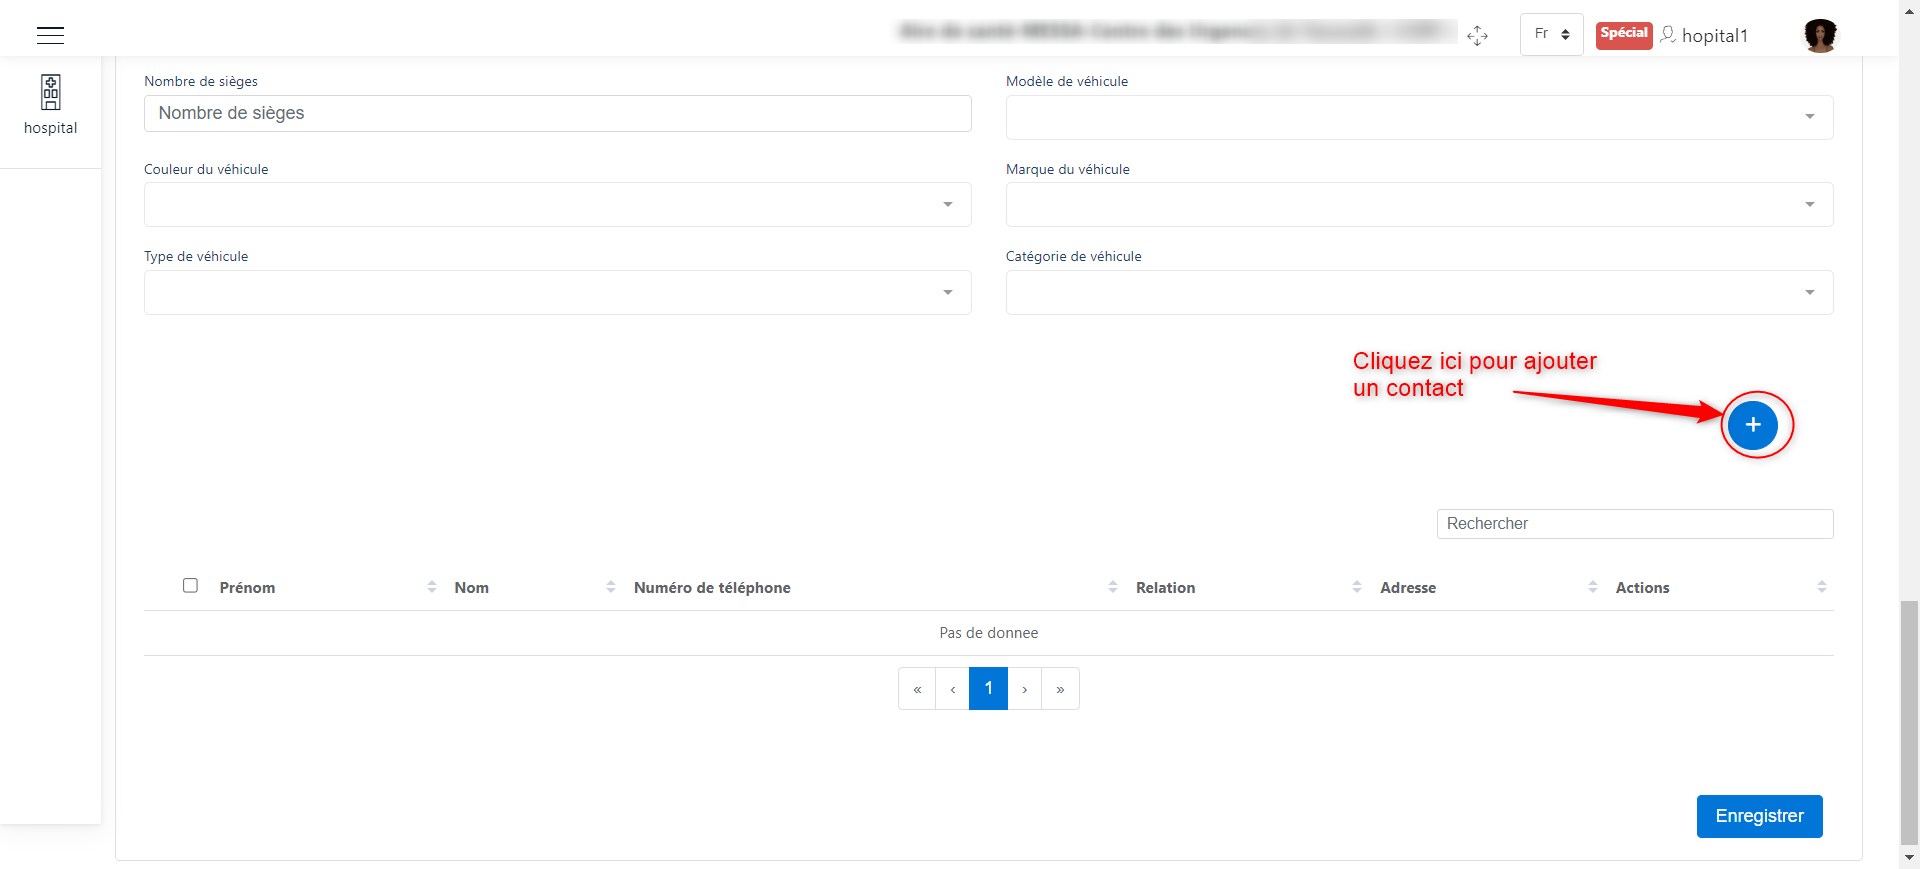 Fr
Spécial
hopital1
hospital
Nombre de sièges
Modèle de véhicule
Nombre de sièges
Couleur du véhicule
Marque du véhicule
Type de véhicule
Catégorie de véhicule
Cliquez ici pour ajouter
un contact
+
Rechercher
Prénom
Nom
Numéro de téléphone
Relation
Adresse
Actions
Pas de donnee
« ‹ 1 › »
Enregistrer